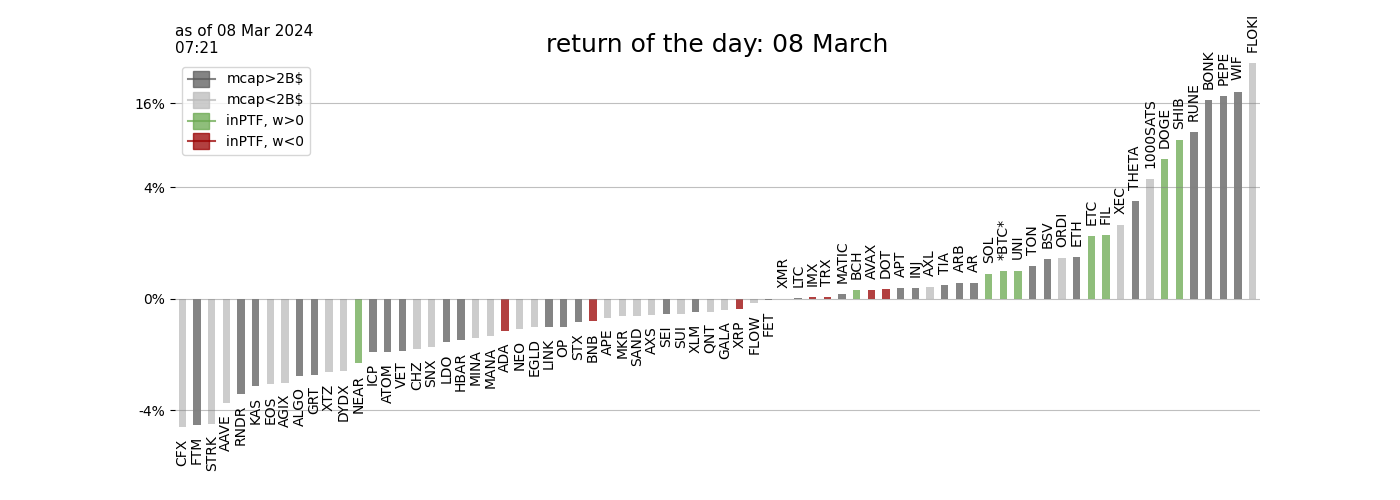 as of 08 Mar 2024
07:21
return of the day: 08 March
mcap>2B$
mcap<2B$
inPTF, w>0
inPTF, w<0
16%
4%
0%
-4%
CFX
FTM
STRK
AAVE
RNDR
KAS
EOS
AGIX
ALGO
GRT
XTZ
DYDX
NEAR
ICP
ATOM
VET
CHZ
SNX
LDO
HBAR
MINA
MANA
ADA
NEO
EGLD
LINK
OP
STX
BNB
APE
MKR
SAND
AXS
SEI
SUI
XLM
QNT
GALA
XRP
FLOW
FET
XMR
LTC
IMX
TRX
MATIC
BCH
AVAX
DOT
APT
INJ
AXL
TIA
ARB
AR
SOL
*BTC*
UNI
TON
BSV
ORDI
ETH
ETC
FIL
XEC
THETA
1000SATS
DOGE
SHIB
RUNE
BONK
PEPE
WIF
FLOKI